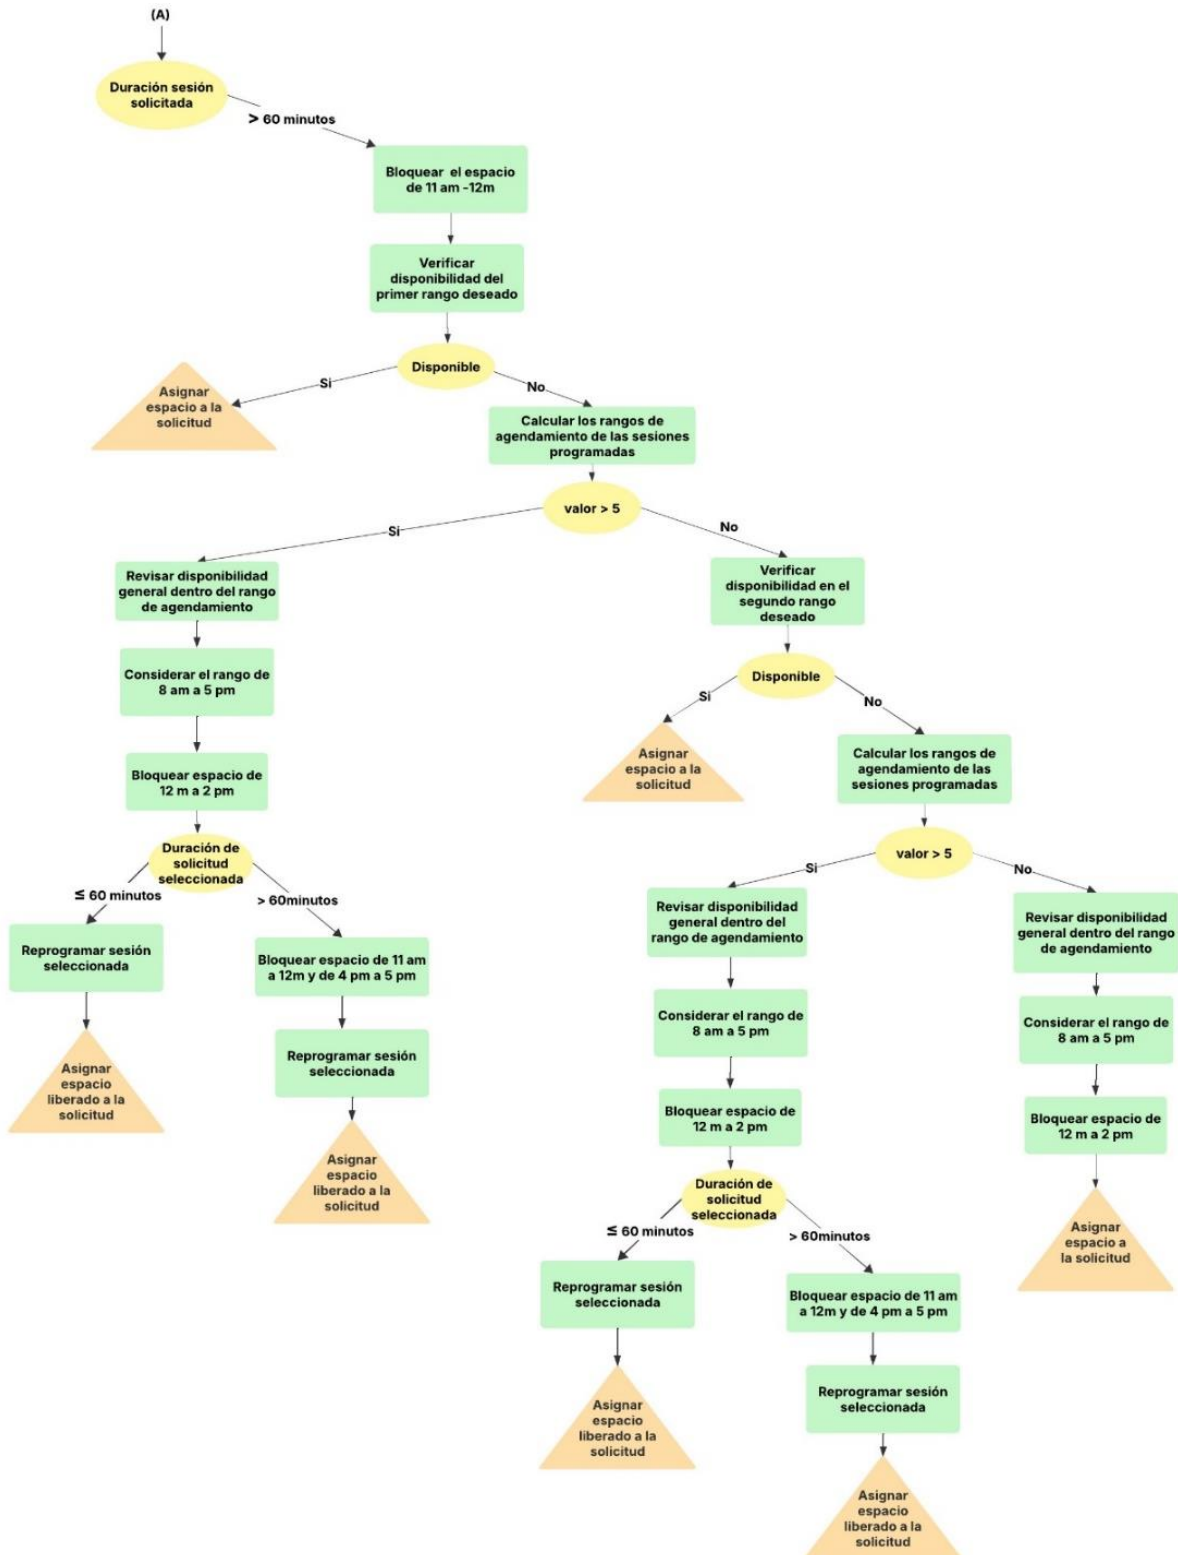 (A)
Duración sesión
solicitada
> 60 minutos
Bloquear el espacio
de 11 am -12m
Verificar
disponibilidad del
primer rango deseado
Disponible
Si
No
Asignar
espacio a la
solicitud
Calcular los rangos de
agendamiento de las sesiones
programadas
valor > 5
Si
No
Revisar disponibilidad
general dentro del rango
de agendamiento
Considerar el rango de
8 am a 5 pm
Bloquear espacio de
12 m a 2 pm
Duración de
solicitud
seleccionada
≤ 60 minutos
> 60minutos
Reprogramar sesión
seleccionada
Asignar
espacio
liberado a la
solicitud
Bloquear espacio de 11 am
a 12m y de 4 pm a 5 pm
Reprogramar sesión
seleccionada
Asignar
espacio
liberado a la
solicitud
Verificar
disponibilidad en el
segundo rango
deseado
Disponible
Si
No
Asignar
espacio a la
solicitud
Calcular los rangos de
agendamiento de las
sesiones programadas
valor > 5
Si
No
Revisar disponibilidad
general dentro del
rango de agendamiento
Considerar el rango de
8 am a 5 pm
Bloquear espacio de
12 m a 2 pm
Duración de
solicitud
seleccionada
≤ 60 minutos
> 60minutos
Reprogramar sesión
seleccionada
Asignar
espacio
liberado a la
solicitud
Bloquear espacio de 11 am
a 12m y de 4 pm a 5 pm
Reprogramar sesión
seleccionada
Asignar
espacio
liberado a la
solicitud
Revisar disponibilidad
general dentro del rango
de agendamiento
Considerar el rango de
8 am a 5 pm
Bloquear espacio de
12 m a 2 pm
Asignar
espacio a
la solicitud